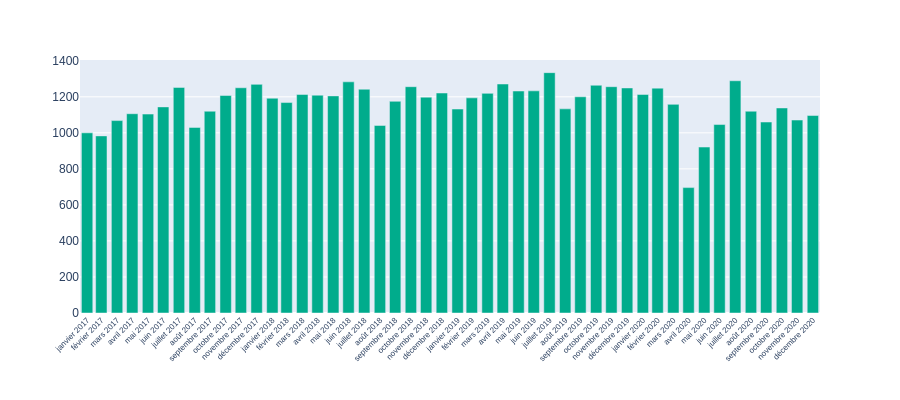 1400
1200
1000
800
600
400
200
0
janvier 2017
février 2017
mars 2017
avril 2017
mai 2017
juin 2017
juillet 2017
août 2017
septembre 2017
octobre 2017
novembre 2017
décembre 2017
janvier 2018
février 2018
mars 2018
avril 2018
mai 2018
juin 2018
juillet 2018
août 2018
septembre 2018
octobre 2018
novembre 2018
décembre 2018
janvier 2019
février 2019
mars 2019
avril 2019
mai 2019
juin 2019
juillet 2019
août 2019
septembre 2019
octobre 2019
novembre 2019
décembre 2019
janvier 2020
février 2020
mars 2020
avril 2020
mai 2020
juin 2020
juillet 2020
août 2020
septembre 2020
octobre 2020
novembre 2020
décembre 2020